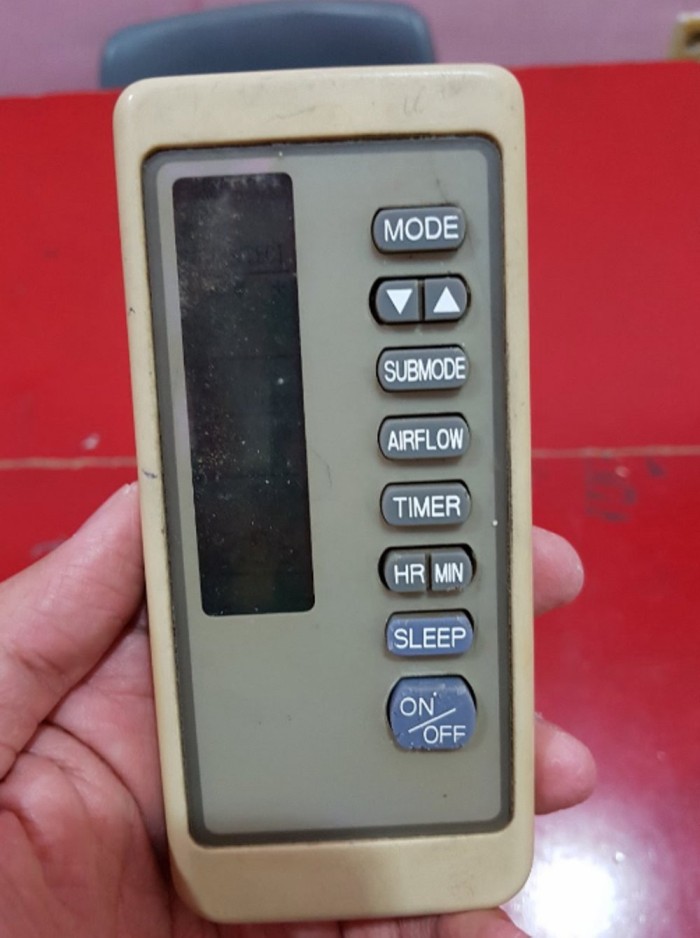 MODE
▼ ▲
SUBMODE
AIRFLOW
TIMER
HR MIN
SLEEP
ON/OFF